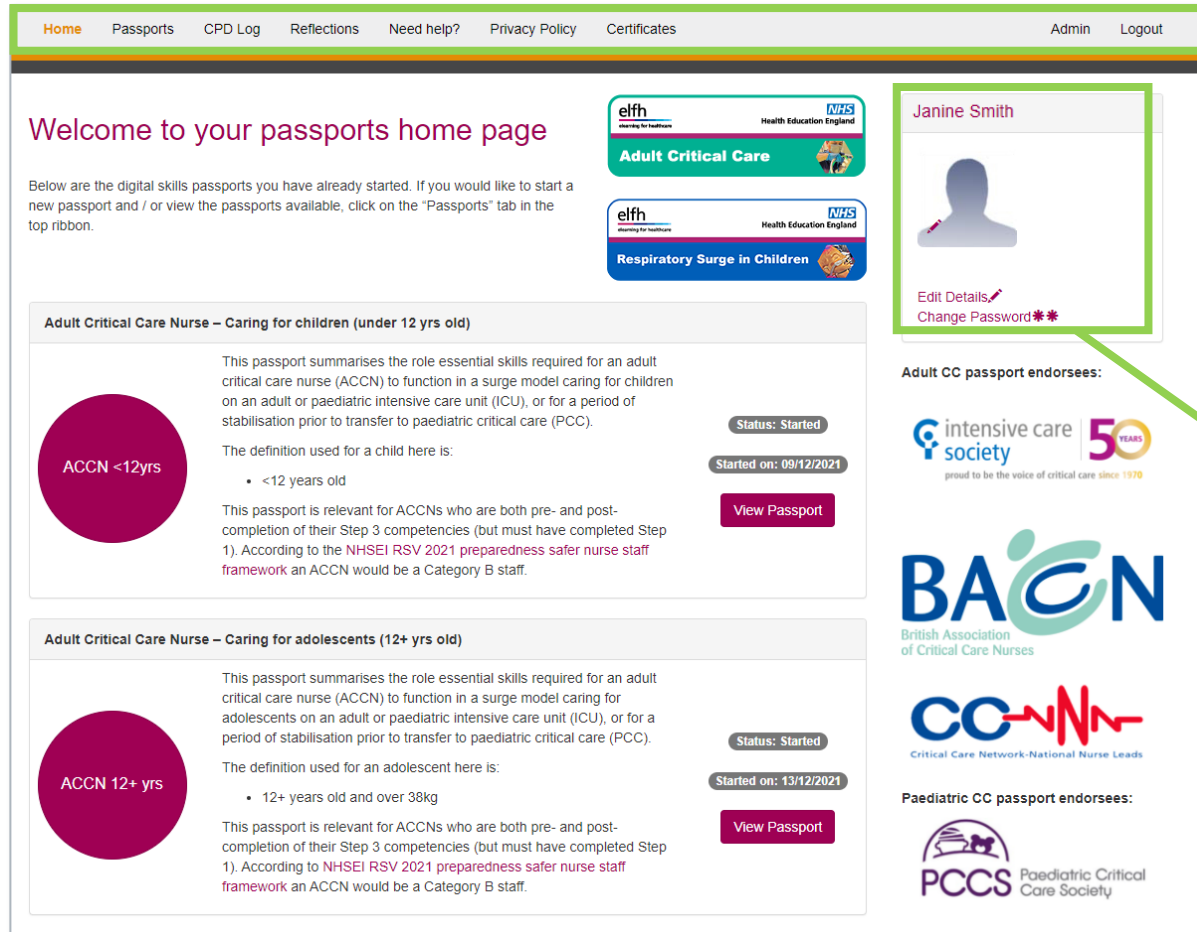 Home Passports CPD Log Reflections Need help? Privacy Policy Certificates Admin Logout
Welcome to your passports home page
Below are the digital skills passports you have already started. If you would like to start a
new passport and / or view the passports available, click on the “Passports” tab in the
top ribbon.
elfh
elearning for healthcare
NHS
Health Education England
Adult Critical Care
elfh
elearning for healthcare
NHS
Health Education England
Respiratory Surge in Children
Janine Smith
Edit Details
Change Password
Adult Critical Care Nurse – Caring for children (under 12 yrs old)
ACCN <12yrs
This passport summarises the role essential skills required for an adult
critical care nurse (ACCN) to function in a surge model caring for children
on an adult or paediatric intensive care unit (ICU), or for a period of
stabilisation prior to transfer to paediatric critical care (PCC).
The definition used for a child here is:
• <12 years old
This passport is relevant for ACCNs who are both pre- and post-
completion of their Step 3 competencies (but must have completed Step
1). According to the NHSEI RSV 2021 preparedness safer nurse staff
framework an ACCN would be a Category B staff.
Status: Started
Started on: 09/12/2021
View Passport
Adult Critical Care Nurse – Caring for adolescents (12+ yrs old)
ACCN 12+ yrs
This passport summarises the role essential skills required for an adult
critical care nurse (ACCN) to function in a surge model caring for
adolescents on an adult or paediatric intensive care unit (ICU), or for a
period of stabilisation prior to transfer to paediatric critical care (PCC).
The definition used for an adolescent here is:
• 12+ years old and over 38kg
This passport is relevant for ACCNs who are both pre- and post-
completion of their Step 3 competencies (but must have completed Step
1). According to NHSEI RSV 2021 preparedness safer nurse staff
framework an ACCN would be a Category B staff.
Status: Started
Started on: 13/12/2021
View Passport
Adult CC passport endorsees:
intensive care
society
50 YEARS
proud to be the voice of critical care since 1970
BACCN
British Association
of Critical Care Nurses
CC-NNN
Critical Care Network-National Nurse Leads
Paediatric CC passport endorsees:
PCCS
Paediatric Critical
Care Society